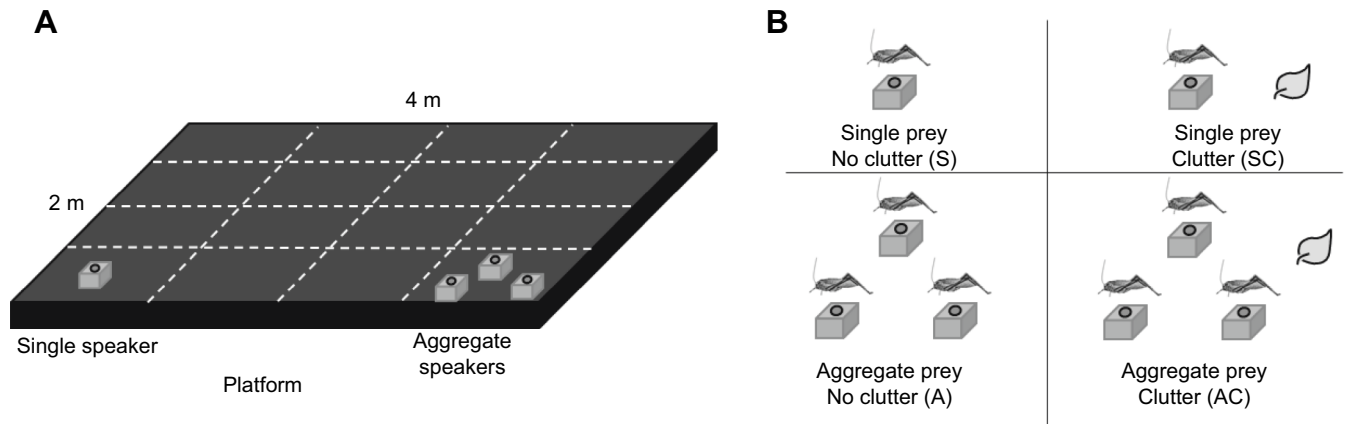 A
4 m
2 m
Single speaker
Aggregate
speakers
Platform
B
Single prey
No clutter (S)
Single prey
Clutter (SC)
Aggregate prey
No clutter (A)
Aggregate prey
Clutter (AC)